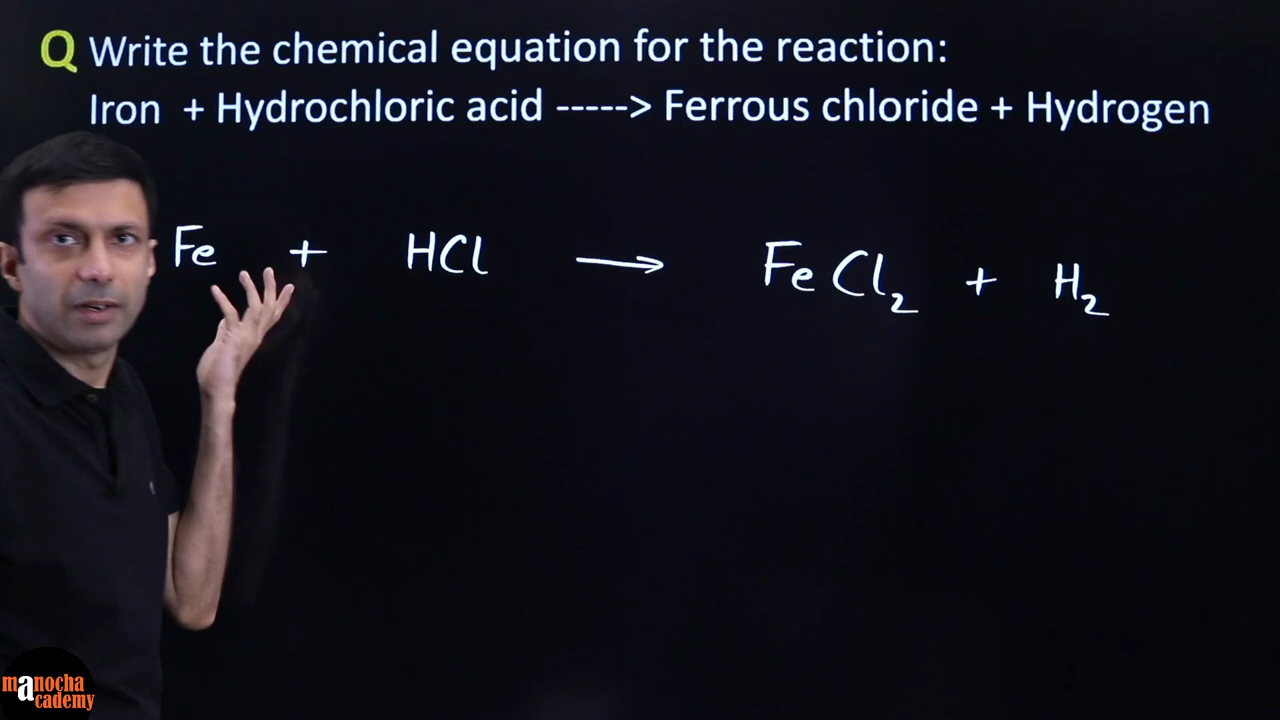 Q Write the chemical equation for the reaction:
Iron + Hydrochloric acid -----> Ferrous chloride + Hydrogen
Fe + HCl ⟶ FeCl₂ + H₂
manocha
academy